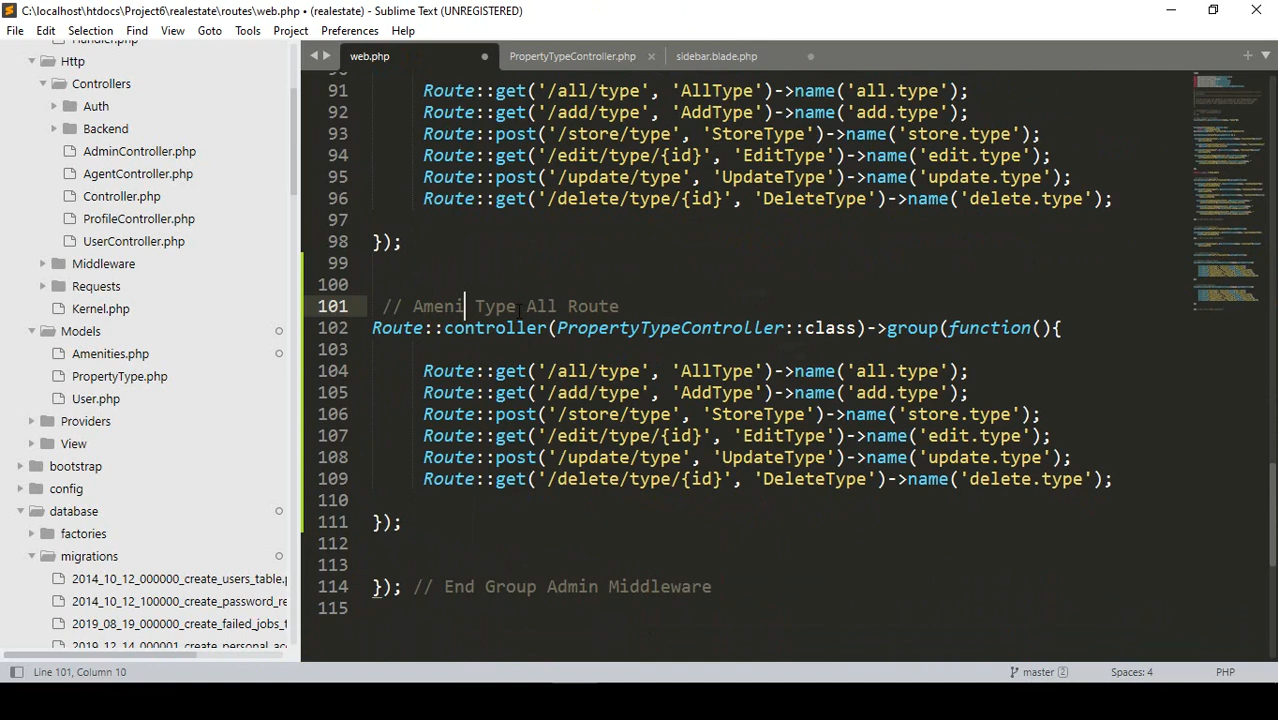 C:\localhost\htdocs\Project6\realestate\routes\web.php • (realestate) - Sublime Text (UNREGISTERED)
File Edit Selection Find View Goto Tools Project Preferences Help
Handler.php
Http
Controllers
Auth
Backend
AdminController.php
AgentController.php
Controller.php
ProfileController.php
UserController.php
Middleware
Requests
Kernel.php
Models
Amenities.php
PropertyType.php
User.php
Providers
View
bootstrap
config
database
factories
migrations
2014_10_12_000000_create_users_table.p
2014_10_12_100000_create_password_re
2019_08_19_000000_create_failed_jobs_t
2019_12_14_000001_create_personal_ac
web.php PropertyTypeController.php sidebar.blade.php
90
91 Route::get('/all/type', 'AllType')->name('all.type');
92 Route::get('/add/type', 'AddType')->name('add.type');
93 Route::post('/store/type', 'StoreType')->name('store.type');
94 Route::get('/edit/type/{id}', 'EditType')->name('edit.type');
95 Route::post('/update/type', 'UpdateType')->name('update.type');
96 Route::get('/delete/type/{id}', 'DeleteType')->name('delete.type');
97
98 });
99
100
101 // Ameni Type All Route
102 Route::controller(PropertyTypeController::class)->group(function(){
103
104 Route::get('/all/type', 'AllType')->name('all.type');
105 Route::get('/add/type', 'AddType')->name('add.type');
106 Route::post('/store/type', 'StoreType')->name('store.type');
107 Route::get('/edit/type/{id}', 'EditType')->name('edit.type');
108 Route::post('/update/type', 'UpdateType')->name('update.type');
109 Route::get('/delete/type/{id}', 'DeleteType')->name('delete.type');
110
111 });
112
113
114 }); // End Group Admin Middleware
115
Line 101, Column 10 master 2 Spaces: 4 PHP